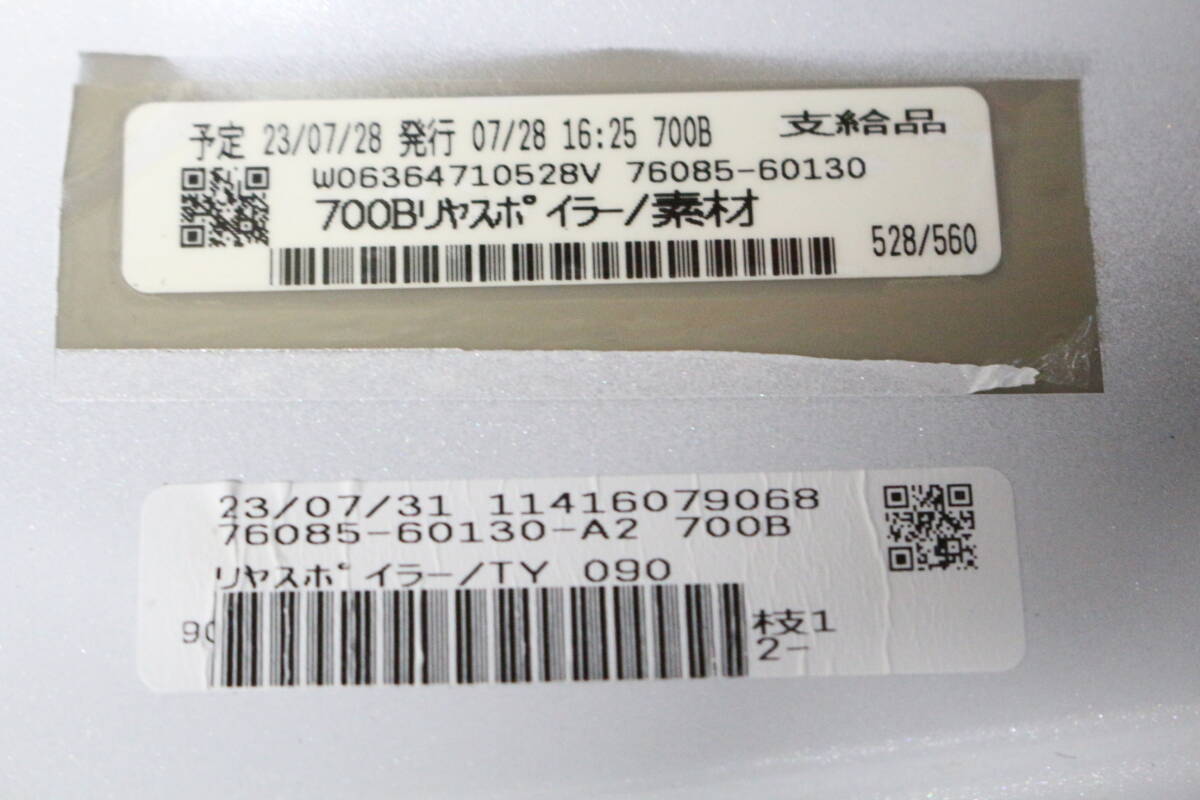 予定 23/07/28 発行 07/28 16:25 700B 支給品
W06364710528V 76085-60130
700Bリヤスポイラー/素材
528/560
23/07/31 11416079068
76085-60130-A2 700B
リヤスポイラー/TY 090
90
枝1
2-